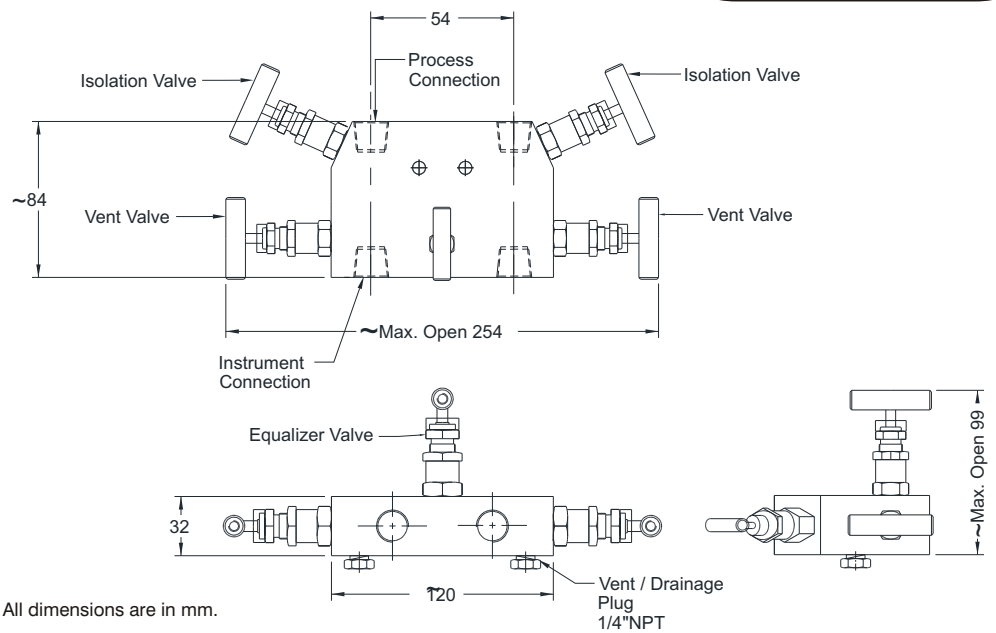 54
Process
Connection
Isolation Valve
Isolation Valve
~84
Vent Valve
Vent Valve
~Max. Open 254
Instrument
Connection
Equalizer Valve
~Max. Open 99
32
~120
Vent / Drainage
Plug
1/4"NPT
All dimensions are in mm.